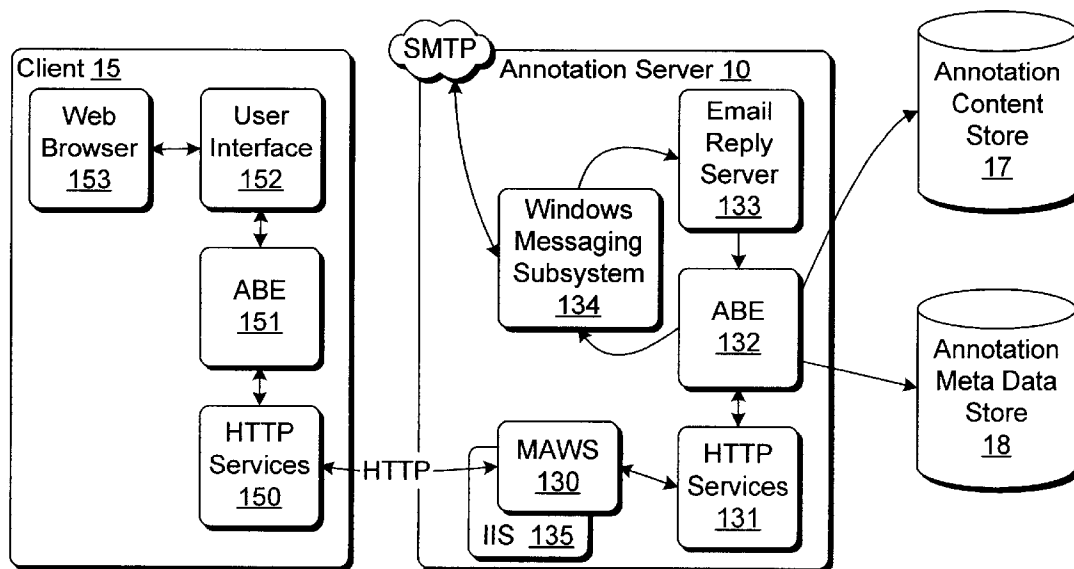 Client 15
Web
Browser
153
User
Interface
152
ABE
151
HTTP
Services
150
HTTP
SMTP
Annotation Server 10
Email
Reply
Server
133
Windows
Messaging
Subsystem
134
ABE
132
MAWS
130
IIS 135
HTTP
Services
131
Annotation
Content
Store
17
Annotation
Meta Data
Store
18